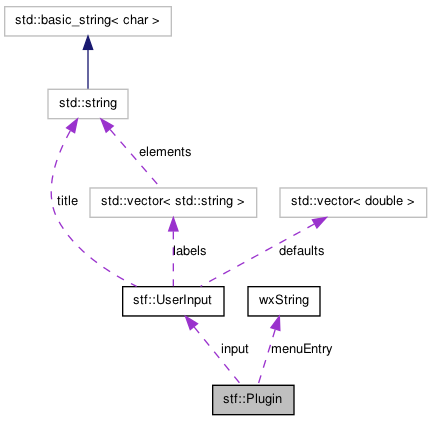 std::basic_string< char >
std::string
elements
title
std::vector< std::string >
std::vector< double >
labels
defaults
stf::UserInput
wxString
input
menuEntry
stf::Plugin